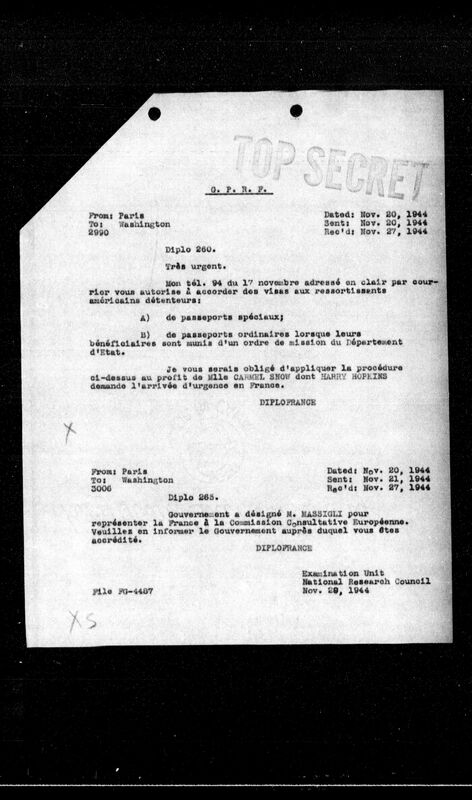 TOP SECRET
G. P. R. F.
From: Paris Dated: Nov. 20, 1944
To: Washington Sent: Nov. 20, 1944
2990 Rec'd: Nov. 27, 1944
Diplo 260.
Très urgent.
Mon tél. 94 du 17 novembre adressé en clair par cour-
rier vous autorise à accorder des visas aux ressortissants
américains détenteurs:
A) de passeports spéciaux;
B) de passeports ordinaires lorsque leurs
bénéficiaires sont munis d'un ordre de mission du Département
d'Etat.
Je vous serais obligé d'appliquer la procédure
ci-dessus au profit de Mlle CARMEL SNOW dont HARRY HOPKINS
demande l'arrivée d'urgence en France.
DIPLOFRANCE
X
From: Paris Dated: Nov. 20, 1944
To: Washington Sent: Nov. 21, 1944
3006 Rec'd: Nov. 27, 1944
Diplo 265.
Gouvernement a désigné M. MASSIGLI pour
représenter la France à la Commission Consultative Européenne.
Veuillez en informer le Gouvernement auprès duquel vous êtes
accrédité.
DIPLOFRANCE
Examination Unit
National Research Council
File FG-4487 Nov. 29, 1944
XS